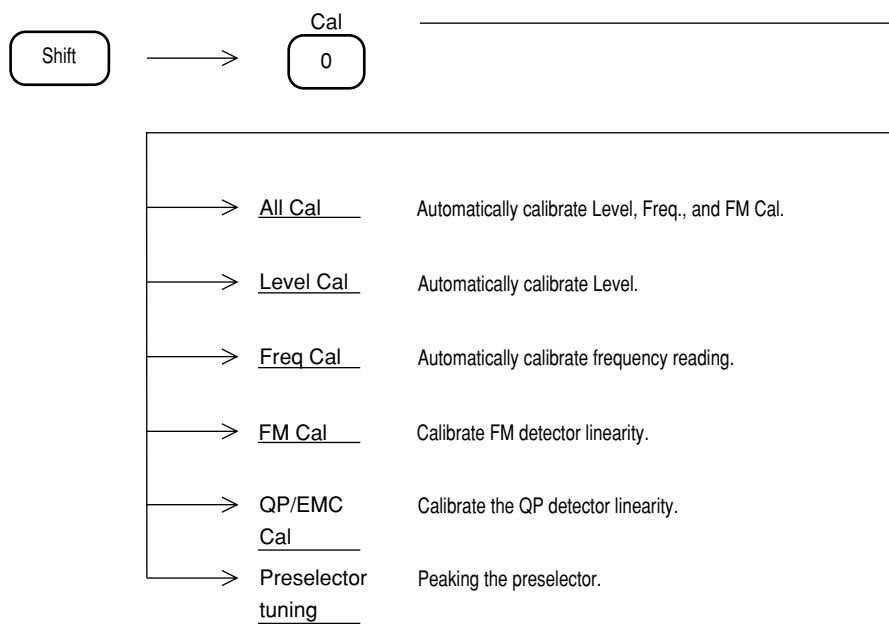 Cal
Shift
0
All Cal Automatically calibrate Level, Freq., and FM Cal.
Level Cal Automatically calibrate Level.
Freq Cal Automatically calibrate frequency reading.
FM Cal Calibrate FM detector linearity.
QP/EMC Calibrate the QP detector linearity.
Cal
Preselector Peaking the preselector.
tuning